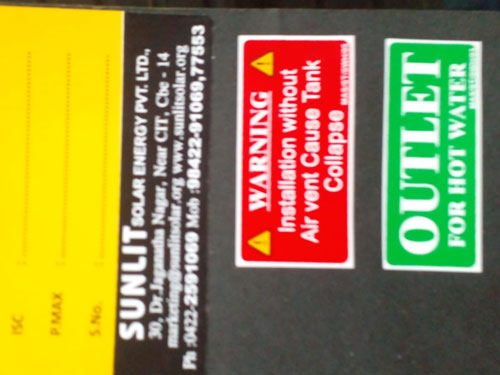 ISC :
P.MAX :
S.No. :
SUNLIT SOLAR ENERGY PVT. LTD.,
30, Dr.Jaganatha Nagar, Near CIT, Cbe - 14
marketing@sunlitsolar.org www.sunlitsolar.org
Ph :0422-2591069 Mob :98422-91069,77553
WARNING
Installation without
Air vent Cause Tank
Collapse
OUTLET
FOR HOT WATER